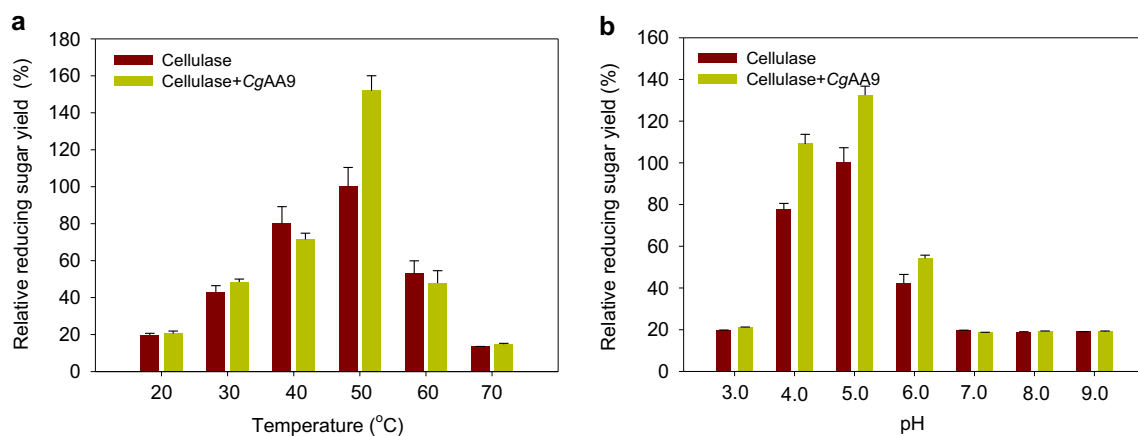 a
Relative reducing sugar yield (%)
180
160
140
120
100
80
60
40
20
0
Cellulase
Cellulase+CgAA9
20 30 40 50 60 70
Temperature (°C)
b
Relative reducing sugar yield (%)
160
140
120
100
80
60
40
20
0
Cellulase
Cellulase+CgAA9
3.0 4.0 5.0 6.0 7.0 8.0 9.0
pH